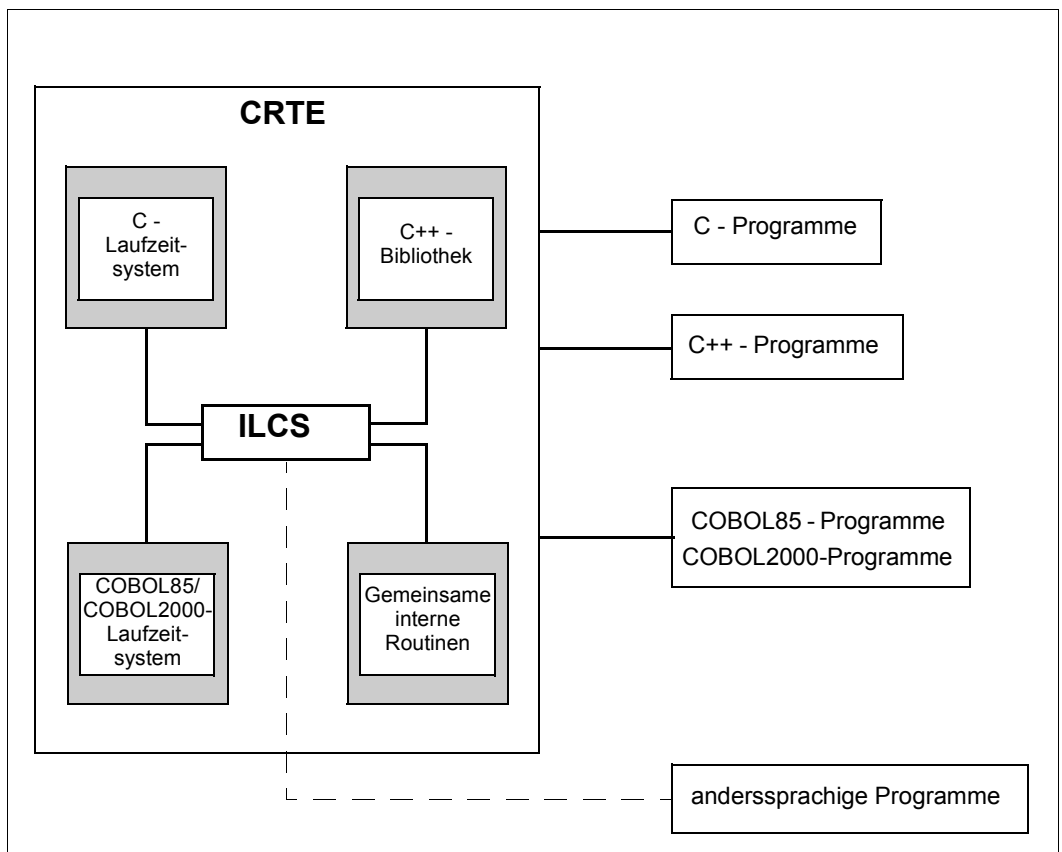 CRTE
C -
Laufzeit-
system
C++ -
Bibliothek
ILCS
COBOL85/
COBOL2000-
Laufzeit-
system
Gemeinsame
interne
Routinen
C - Programme
C++ - Programme
COBOL85 - Programme
COBOL2000-Programme
anderssprachige Programme